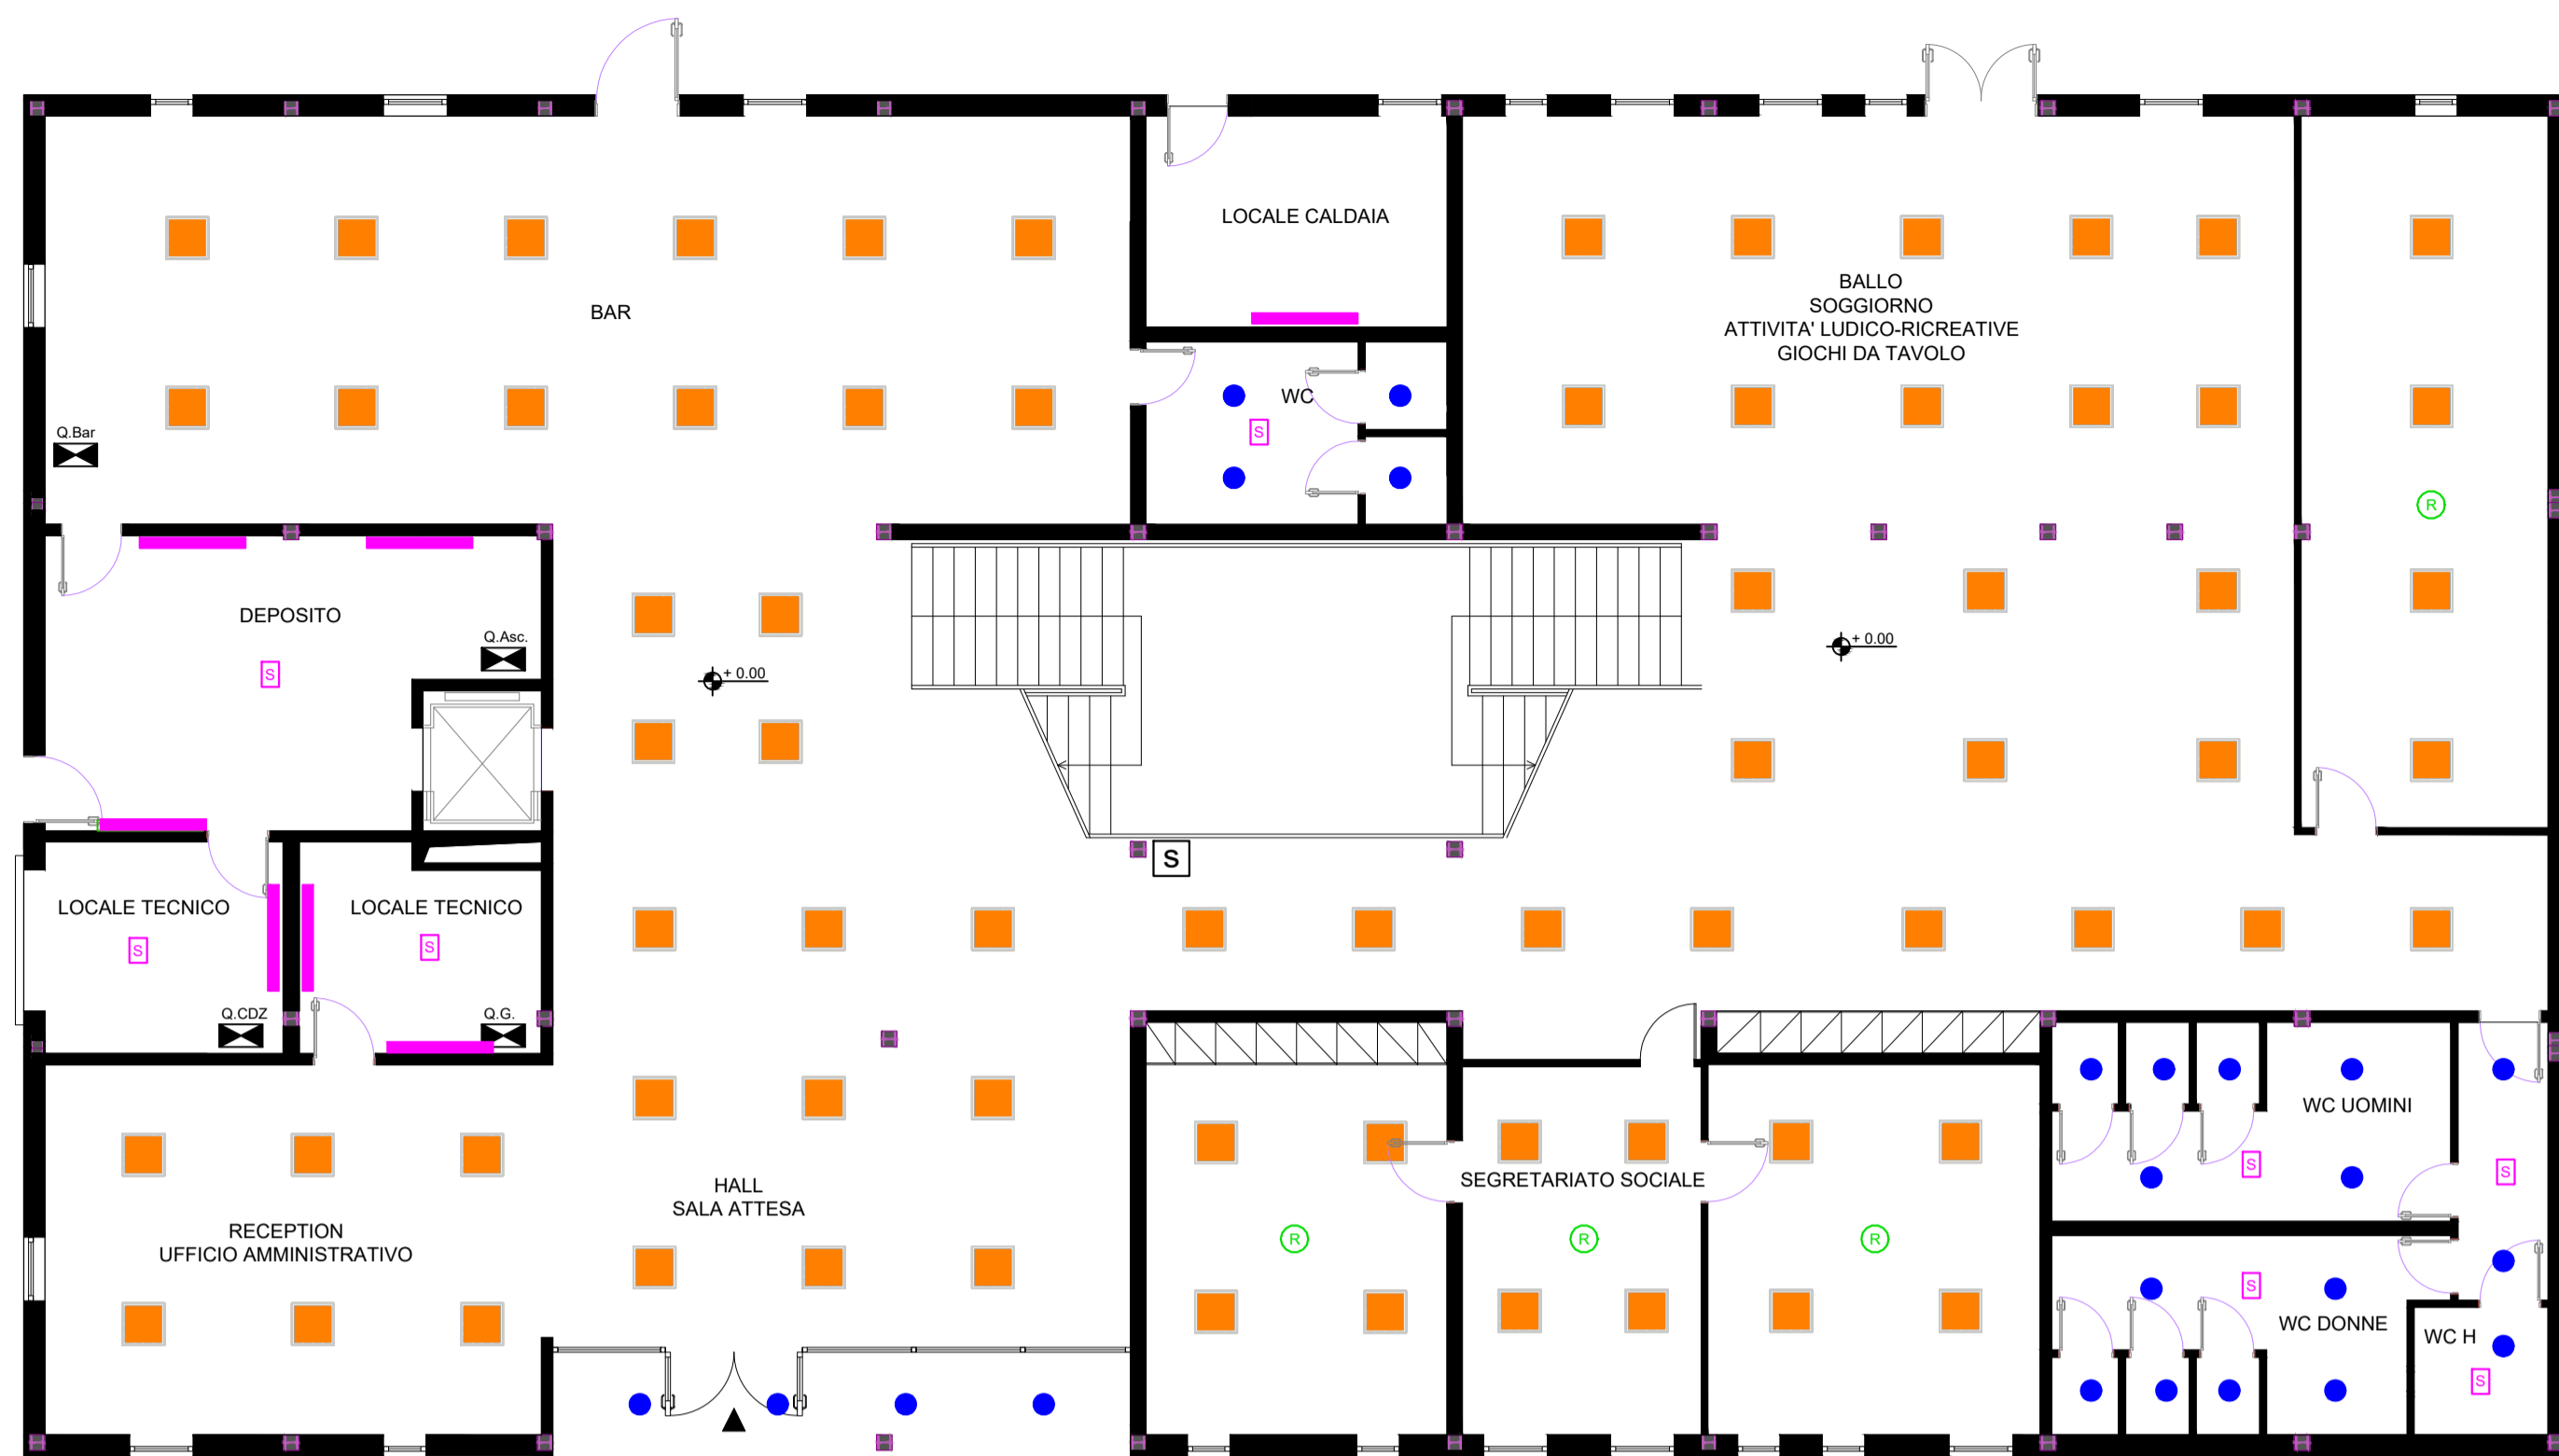 LOCALE CALDAIA
BAR
BALLO
SOGGIORNO
ATTIVITA' LUDICO-RICREATIVE
GIOCHI DA TAVOLO
WC
S
Q.Bar
R
DEPOSITO
Q.Asc.
S
+ 0.00
+ 0.00
S
LOCALE TECNICO
LOCALE TECNICO
S
S
Q.CDZ
Q.G.
WC UOMINI
S
S
SEGRETARIATO SOCIALE
HALL
SALA ATTESA
RECEPTION
UFFICIO AMMINISTRATIVO
R
R
R
S
WC DONNE
WC H
S